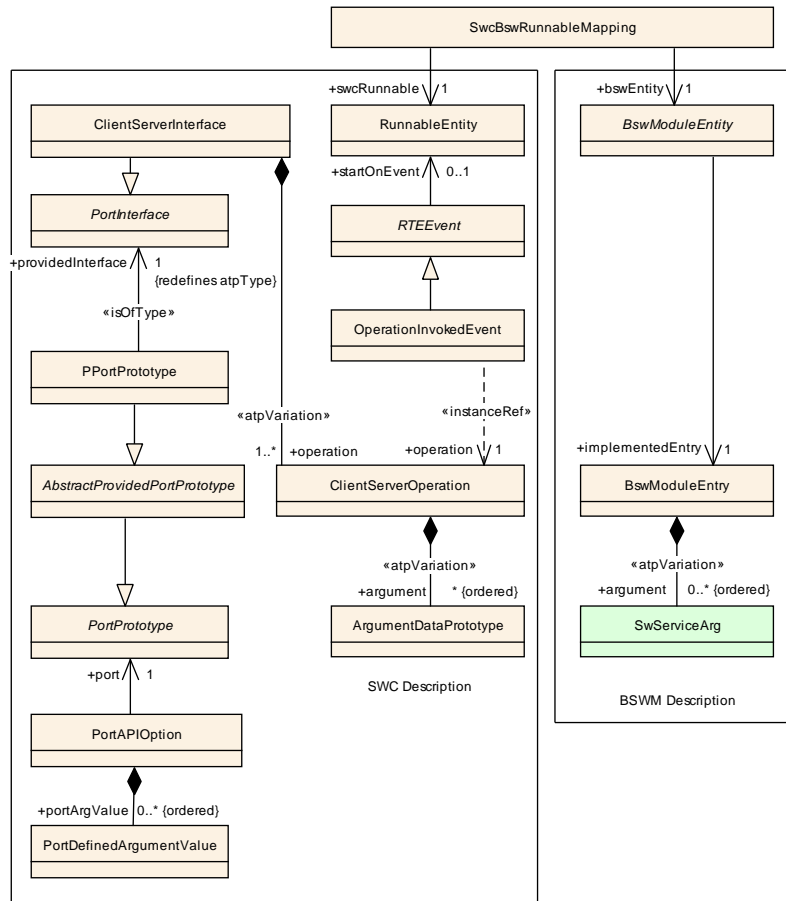 SwcBswRunnableMapping
+swcRunnable 1
+bswEntity 1
ClientServerInterface
RunnableEntity
BswModuleEntity
+startOnEvent 0..1
PortInterface
RTEEvent
+providedInterface 1
{redefines atpType}
«isOfType»
OperationInvokedEvent
PPortPrototype
«atpVariation»
«instanceRef»
1..* +operation
+operation 1
+implementedEntry 1
AbstractProvidedPortPrototype
ClientServerOperation
BswModuleEntry
«atpVariation»
«atpVariation»
+argument * {ordered}
+argument 0..* {ordered}
PortPrototype
ArgumentDataPrototype
SwServiceArg
+port 1
SWC Description
BSWM Description
PortAPIOption
+portArgValue 0..* {ordered}
PortDefinedArgumentValue